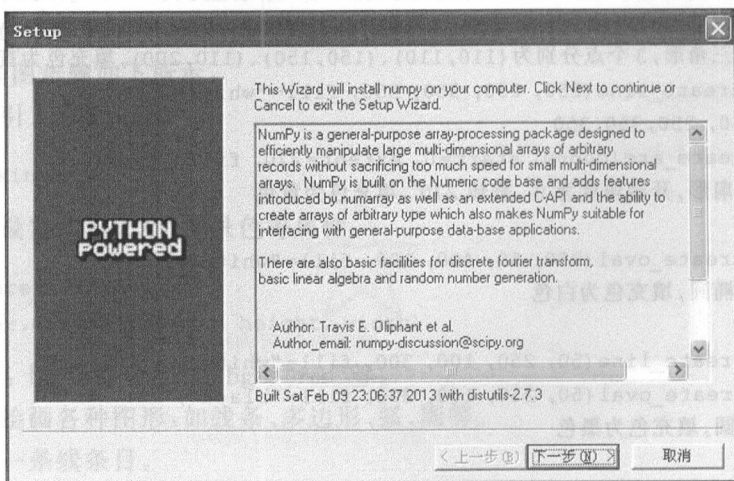 Setup
This Wizard will install numpy on your computer. Click Next to continue or
Cancel to exit the Setup Wizard.
PYTHON
powered
NumPy is a general-purpose array-processing package designed to
efficiently manipulate large multi-dimensional arrays of arbitrary
records without sacrificing too much speed for small multi-dimensional
arrays. NumPy is built on the Numeric code base and adds features
introduced by numarray as well as an extended C-API and the ability to
create arrays of arbitrary type which also makes NumPy suitable for
interfacing with general-purpose data-base applications.
There are also basic facilities for discrete fourier transform,
basic linear algebra and random number generation.
Author: Travis E. Oliphant et al.
Author_email: numpy-discussion@scipy.org
Built Sat Feb 09 23:06:37 2013 with distutils-2.7.3
<上一步(B)
下一步(N)>
取消